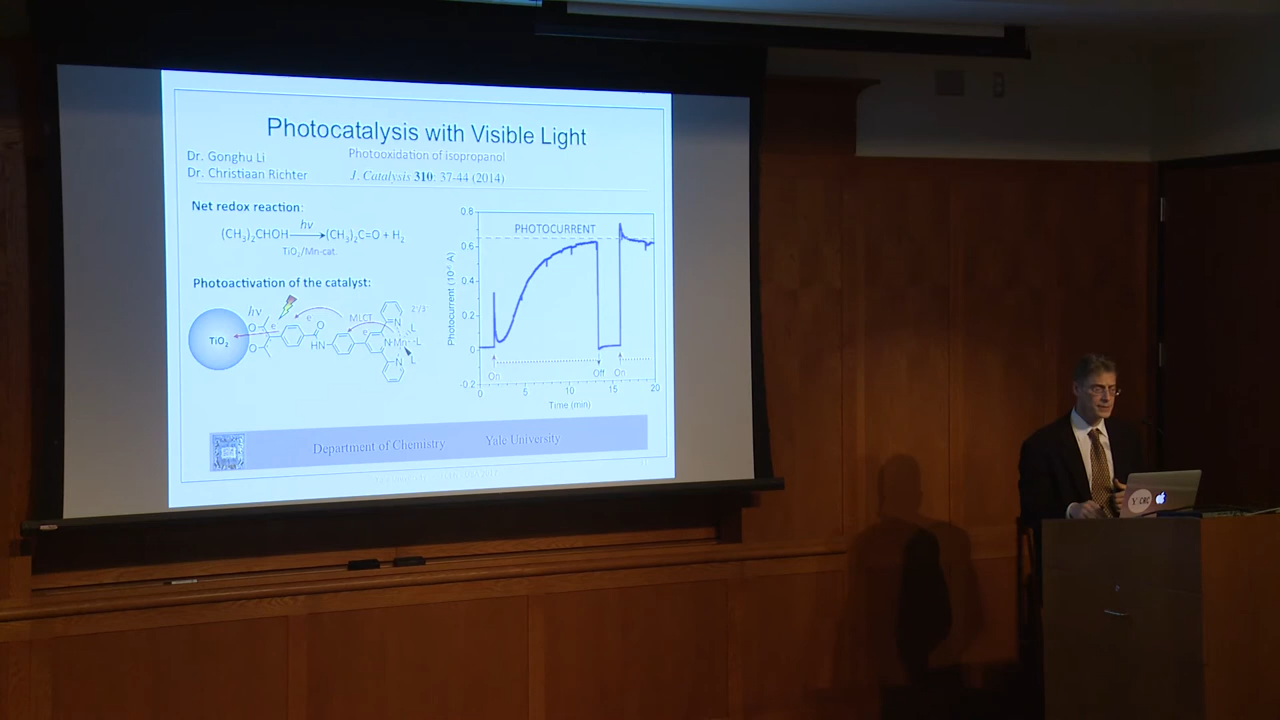 Photocatalysis with Visible Light
Dr. Gonghu Li
Photooxidation of isopropanol
Dr. Christiaan Richter
J. Catalysis 310: 37-44 (2014)
Net redox reaction:
(CH3)2CHOH hν (CH3)2C=O + H2
TiO2/Mn-cat.
Photoactivation of the catalyst:
hν
TiO2
O
O
e
e
O
HN
MLCT
e
N
N
N
Mn
L
L
L
PHOTOCURRENT
0.8
0.6
0.4
0.2
0
-0.2
On
Off
On
0
5
10
15
20
Time (min)
Department of Chemistry Yale University